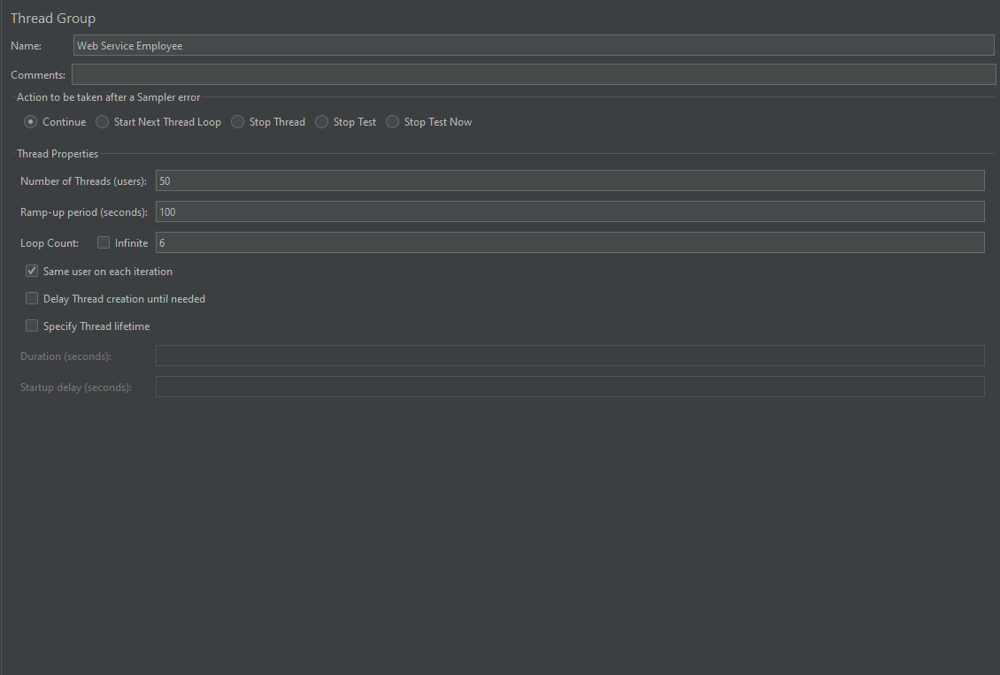 Thread Group
Name: Web Service Employee
Comments:
Action to be taken after a Sampler error
Continue Start Next Thread Loop Stop Thread Stop Test Stop Test Now
Thread Properties
Number of Threads (users): 50
Ramp-up period (seconds): 100
Loop Count: Infinite 6
Same user on each iteration
Delay Thread creation until needed
Specify Thread lifetime
Duration (seconds):
Startup delay (seconds):